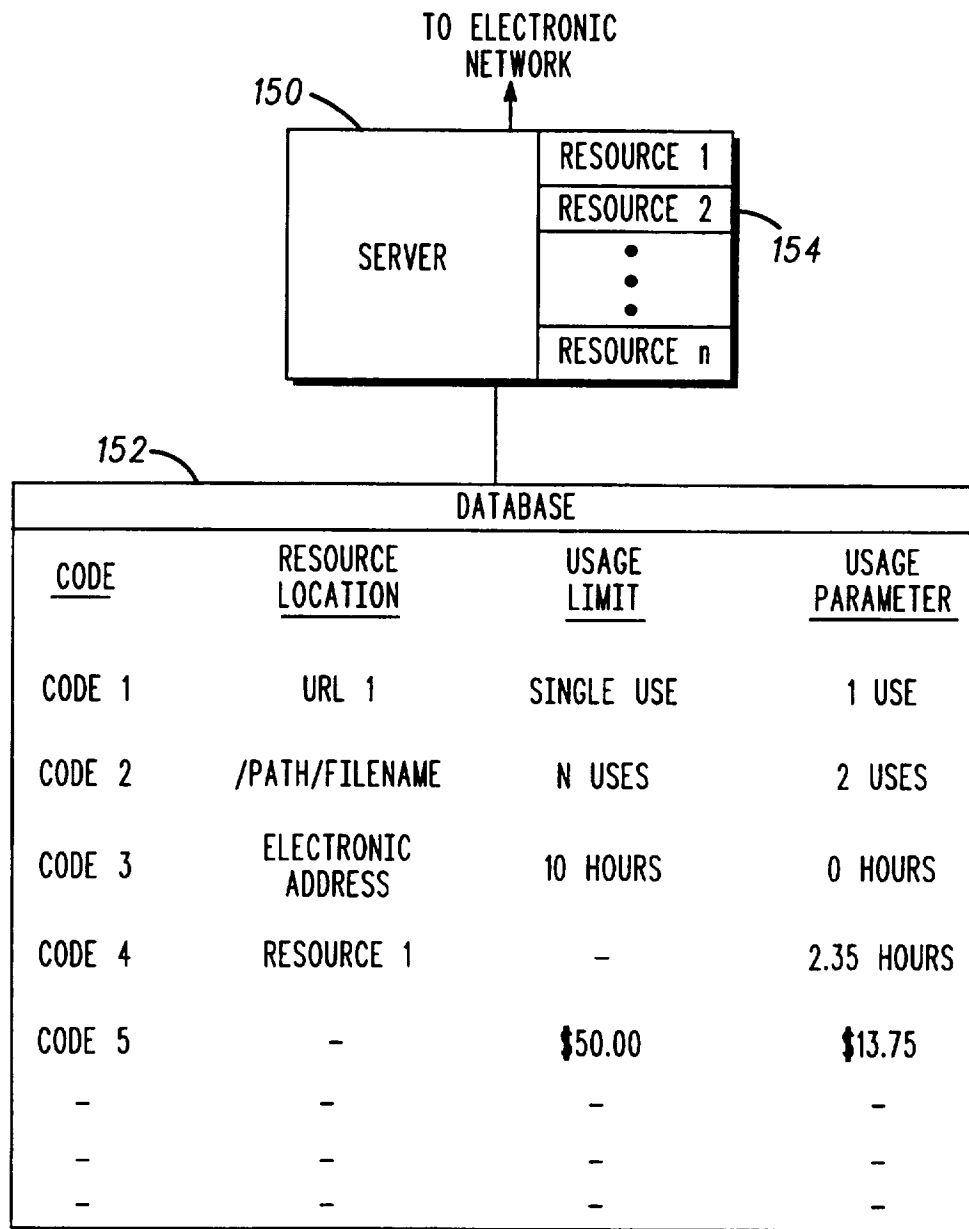 TO ELECTRONIC
NETWORK
150
RESOURCE 1
RESOURCE 2
154
SERVER
RESOURCE n
152
DATABASE
CODE RESOURCE LOCATION USAGE LIMIT USAGE PARAMETER
CODE 1 URL 1 SINGLE USE 1 USE
CODE 2 /PATH/FILENAME N USES 2 USES
CODE 3 ELECTRONIC ADDRESS 10 HOURS 0 HOURS
CODE 4 RESOURCE 1 – 2.35 HOURS
CODE 5 – $50.00 $13.75
– – – –
– – – –
– – – –